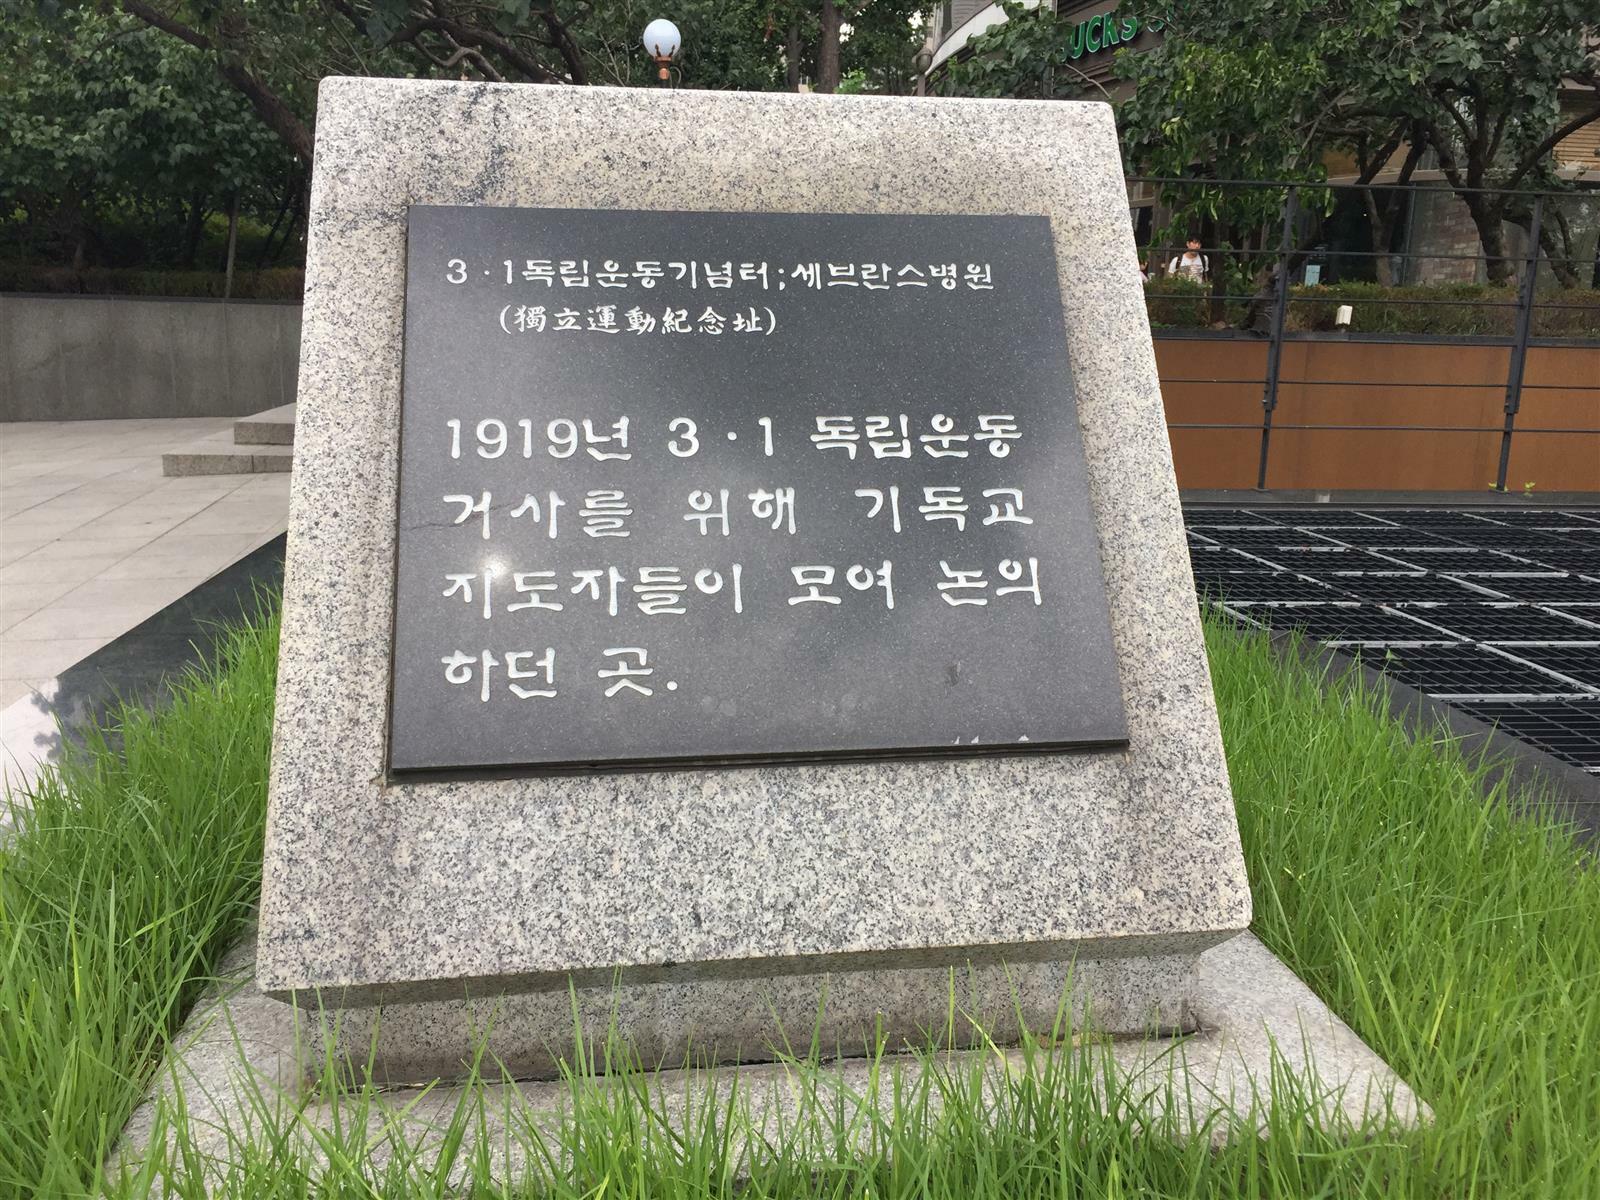 3·1독립운동기념터;세브란스병원
(獨立運動紀念址)
1919년 3·1 독립운동
거사를 위해 기독교
지도자들이 모여 논의
하던 곳.